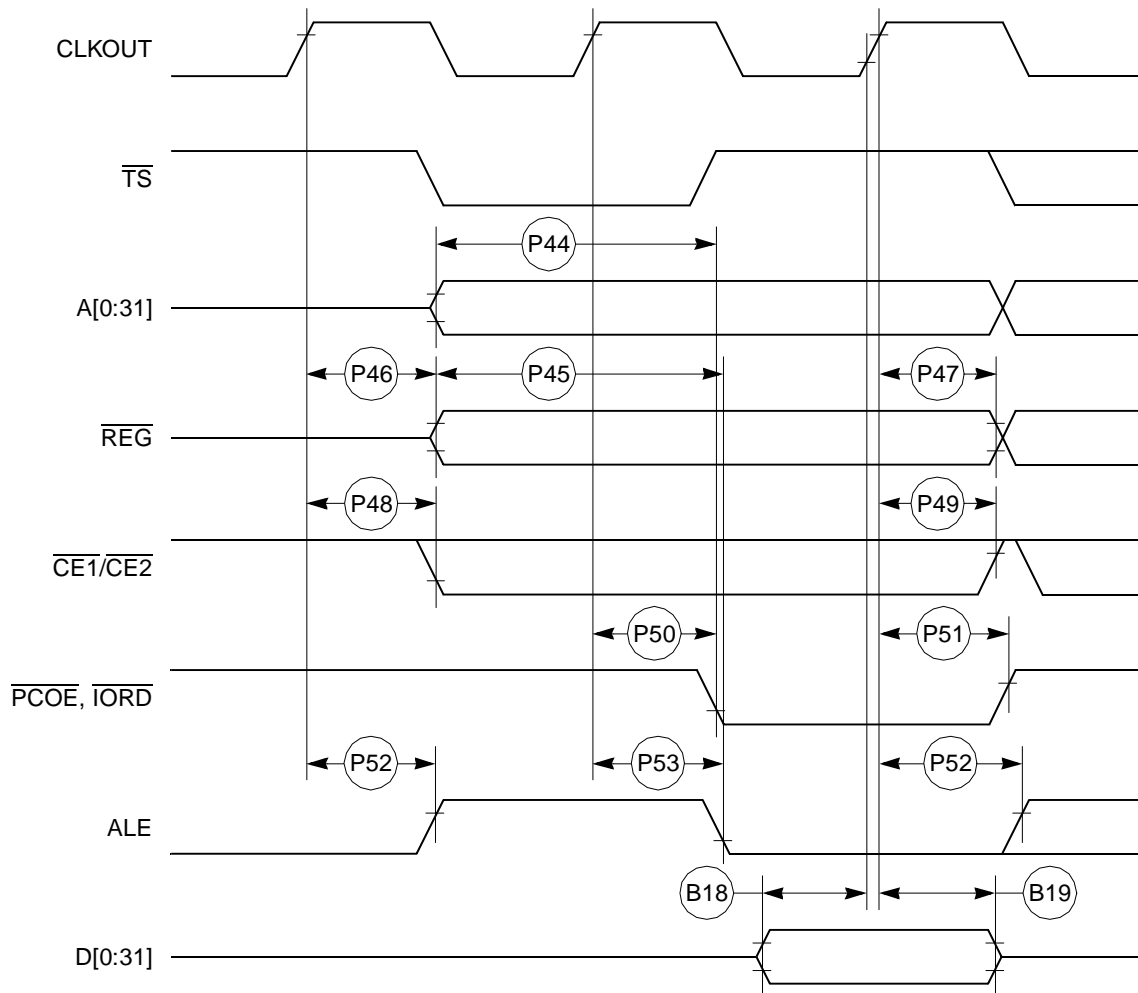 CLKOUT
TS
P44
A[0:31]
P46 P45 P47
REG
P48 P49
CE1/CE2
P50 P51
PCOE, IORD
P52 P53 P52
ALE
B18 B19
D[0:31]